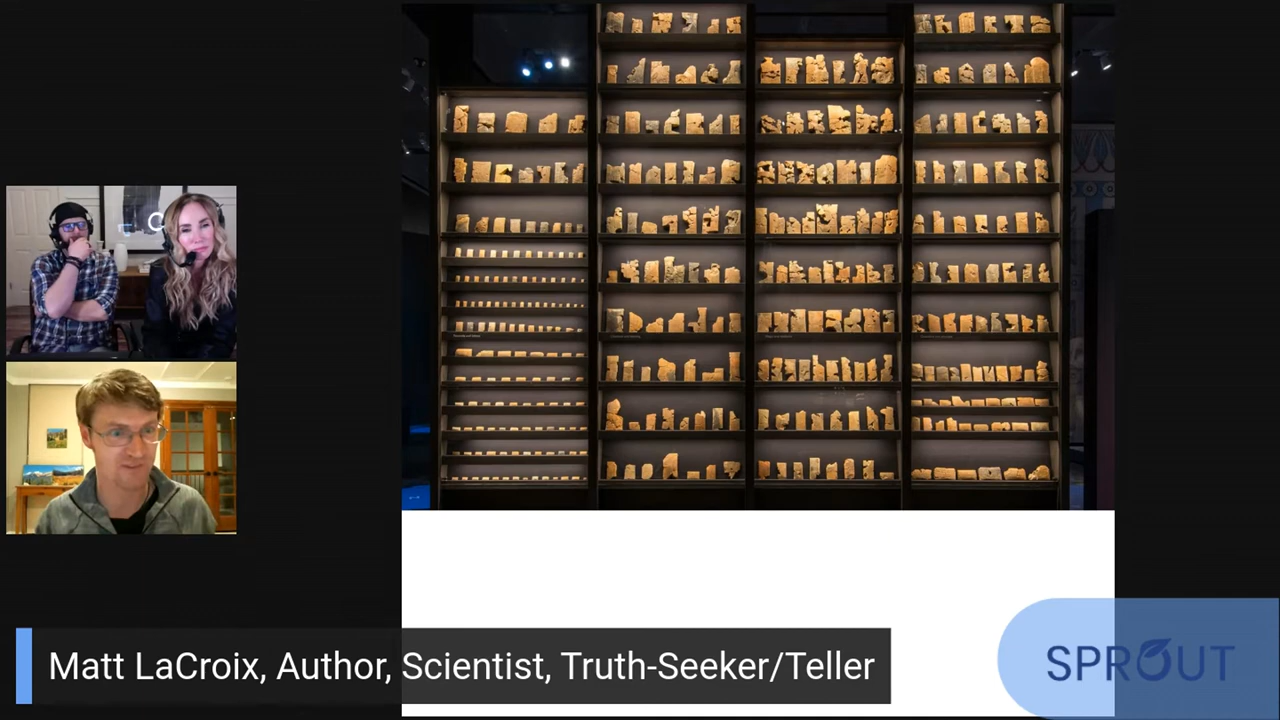 Matt LaCroix, Author, Scientist, Truth-Seeker/Teller
SPROUT